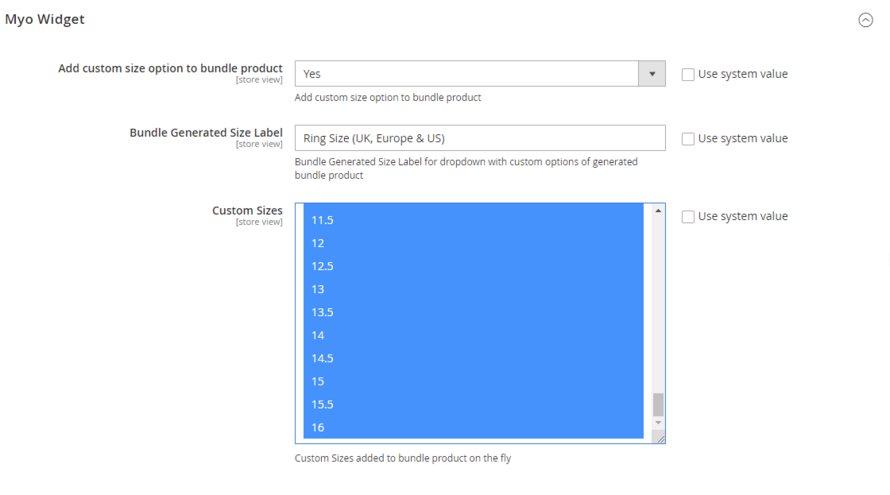 Myo Widget
Add custom size option to bundle product
[store view]
Yes
Use system value
Add custom size option to bundle product
Bundle Generated Size Label
[store view]
Ring Size (UK, Europe & US)
Use system value
Bundle Generated Size Label for dropdown with custom options of generated
bundle product
Custom Sizes
[store view]
11.5
12
12.5
13
13.5
14
14.5
15
15.5
16
Use system value
Custom Sizes added to bundle product on the fly